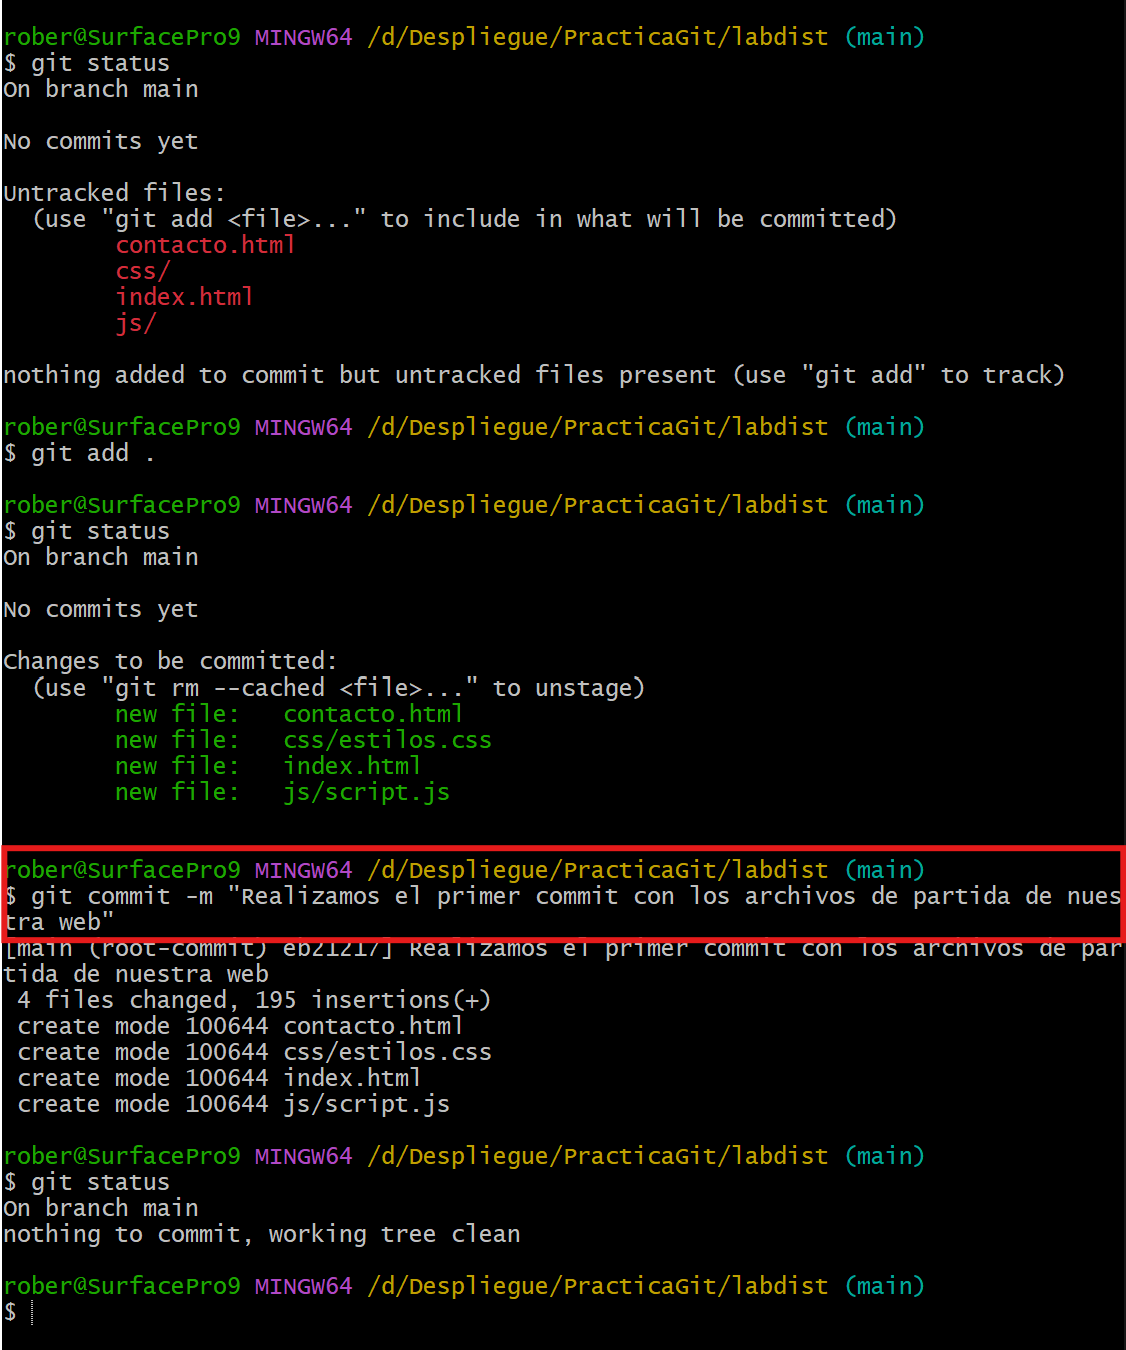 rober@SurfacePro9 MINGW64 /d/Despliegue/PracticaGit/labdist (main)
$ git status
On branch main
No commits yet
Untracked files:
  (use "git add <file>..." to include in what will be committed)
        contacto.html
        css/
        index.html
        js/
nothing added to commit but untracked files present (use "git add" to track)
rober@SurfacePro9 MINGW64 /d/Despliegue/PracticaGit/labdist (main)
$ git add .
rober@SurfacePro9 MINGW64 /d/Despliegue/PracticaGit/labdist (main)
$ git status
On branch main
No commits yet
Changes to be committed:
  (use "git rm --cached <file>..." to unstage)
        new file:   contacto.html
        new file:   css/estilos.css
        new file:   index.html
        new file:   js/script.js
rober@SurfacePro9 MINGW64 /d/Despliegue/PracticaGit/labdist (main)
$ git commit -m "Realizamos el primer commit con los archivos de partida de nues
tra web"
[main (root-commit) eb21217] Realizamos el primer commit con los archivos de par
tida de nuestra web
 4 files changed, 195 insertions(+)
 create mode 100644 contacto.html
 create mode 100644 css/estilos.css
 create mode 100644 index.html
 create mode 100644 js/script.js
rober@SurfacePro9 MINGW64 /d/Despliegue/PracticaGit/labdist (main)
$ git status
On branch main
nothing to commit, working tree clean
rober@SurfacePro9 MINGW64 /d/Despliegue/PracticaGit/labdist (main)
$